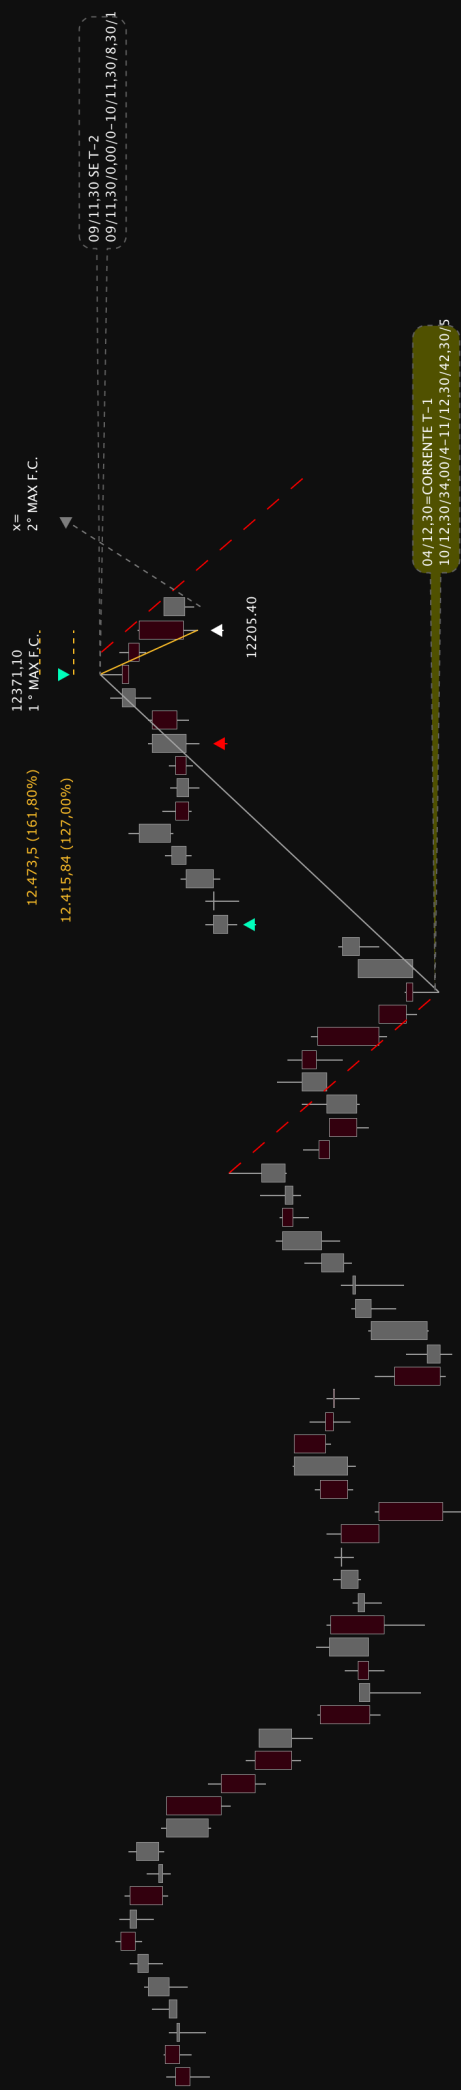 12.473,5 (161,80%)
12.415,84 (127,00%)
12371,10
1 ° MAX F.C.
12205.40
x=
2° MAX F.C.
09/11,30 SE T-2
09/11,30/0,00/0-10/11,30/8,30/1
04/12,30=CORRENTE T-1
10/12,30/34,00/4-11/12,30/42,30/5